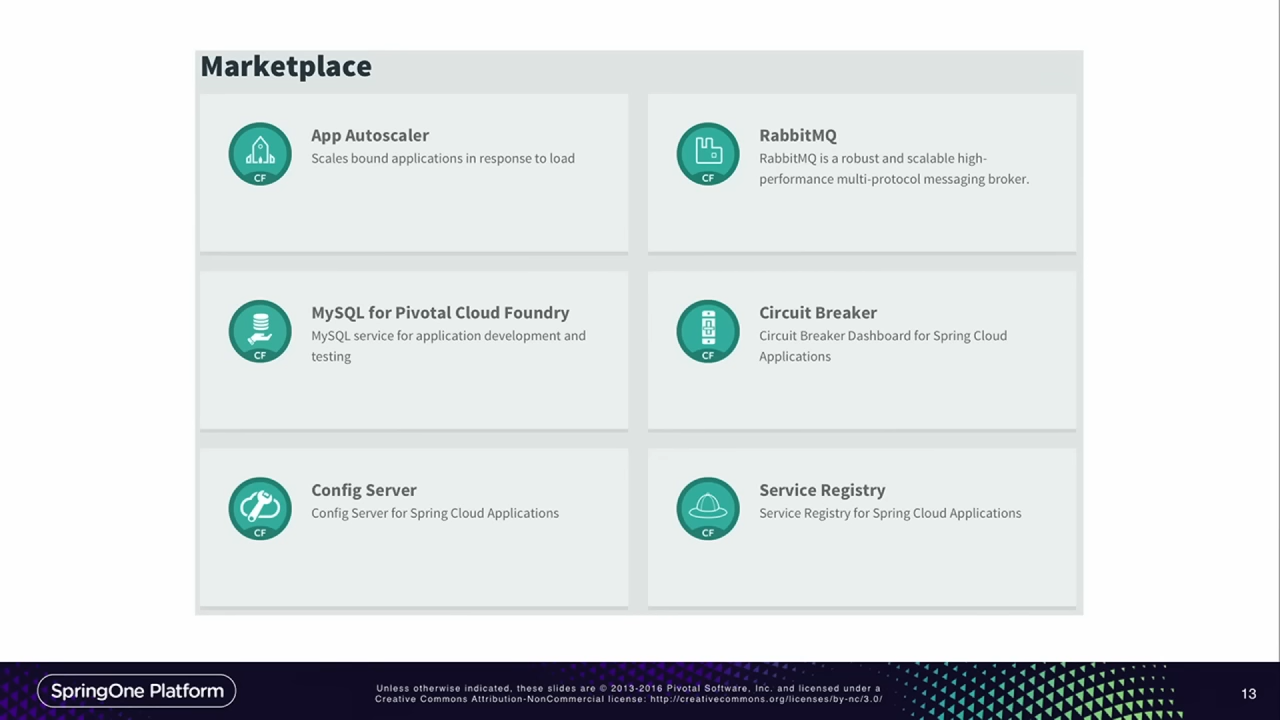 Marketplace
App Autoscaler
Scales bound applications in response to load
CF
RabbitMQ
RabbitMQ is a robust and scalable high-
performance multi-protocol messaging broker.
CF
MySQL for Pivotal Cloud Foundry
MySQL service for application development and
testing
CF
Circuit Breaker
Circuit Breaker Dashboard for Spring Cloud
Applications
CF
Config Server
Config Server for Spring Cloud Applications
CF
Service Registry
Service Registry for Spring Cloud Applications
CF
SpringOne Platform
Unless otherwise indicated, these slides are © 2013-2016 Pivotal Software, Inc. and licensed under a
Creative Commons Attribution-NonCommercial license: http://creativecommons.org/licenses/by-nc/3.0/
13